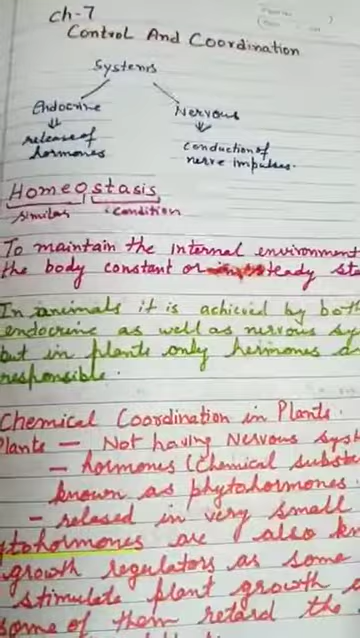 Ch-7
Control And Coordination
Systems
Endocrine Nervous
release of hormones
conduction of nerve impulses.
Homeostasis
Similar Condition
To maintain the internal environment
the body constant or steady
In animals it is achieved by both
endocrine as well as nervous
but in plants only hormones
responsible.
Chemical Coordination in Plants.
Plants — Not having Nervous
— hormones (Chemical
known as phytohormones.
— relased in very small
are also
growth regulators as some
stimulate plant growth
some of them retard the